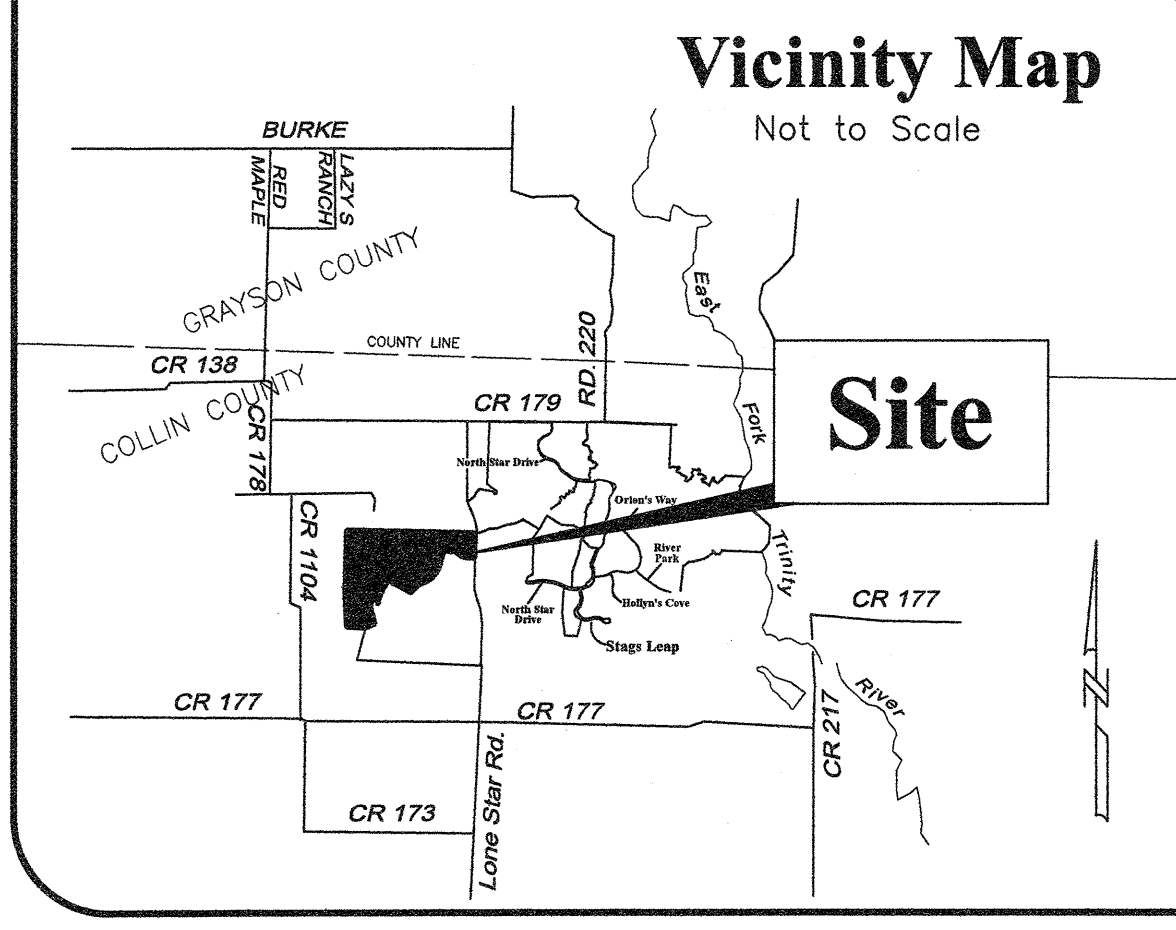 Vicinity Map
Not to Scale
BURKE
RED
MAPLE
LAZY S
RANCH
GRAYSON COUNTY
East
RD. 220
COUNTY LINE
CR 138
COLLIN COUNTY
CR 178
CR 179
Fork
Site
North Star Drive
Orion's Way
CR 1104
River
Park
Trinity
North Star
Drive
Hollyn's Cove
CR 177
Stags Leap
CR 177
CR 177
River
N
CR 217
Lone Star Rd.
CR 173